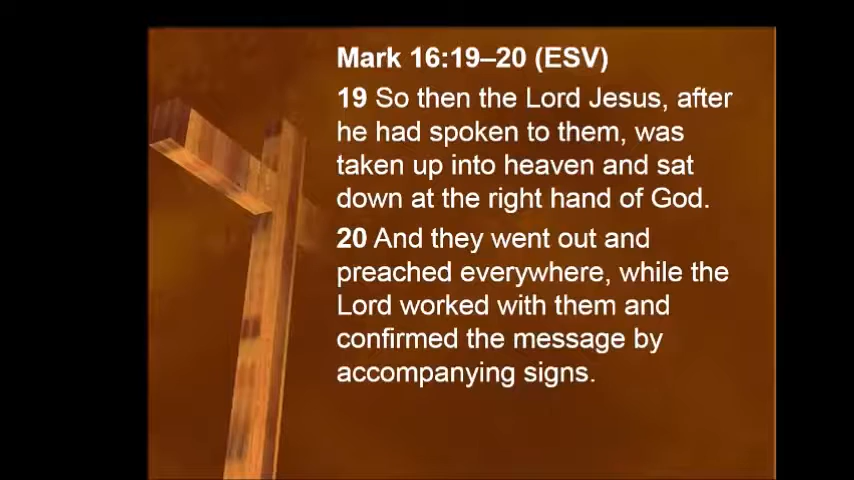 Mark 16:19–20 (ESV)
19 So then the Lord Jesus, after
he had spoken to them, was
taken up into heaven and sat
down at the right hand of God.
20 And they went out and
preached everywhere, while the
Lord worked with them and
confirmed the message by
accompanying signs.